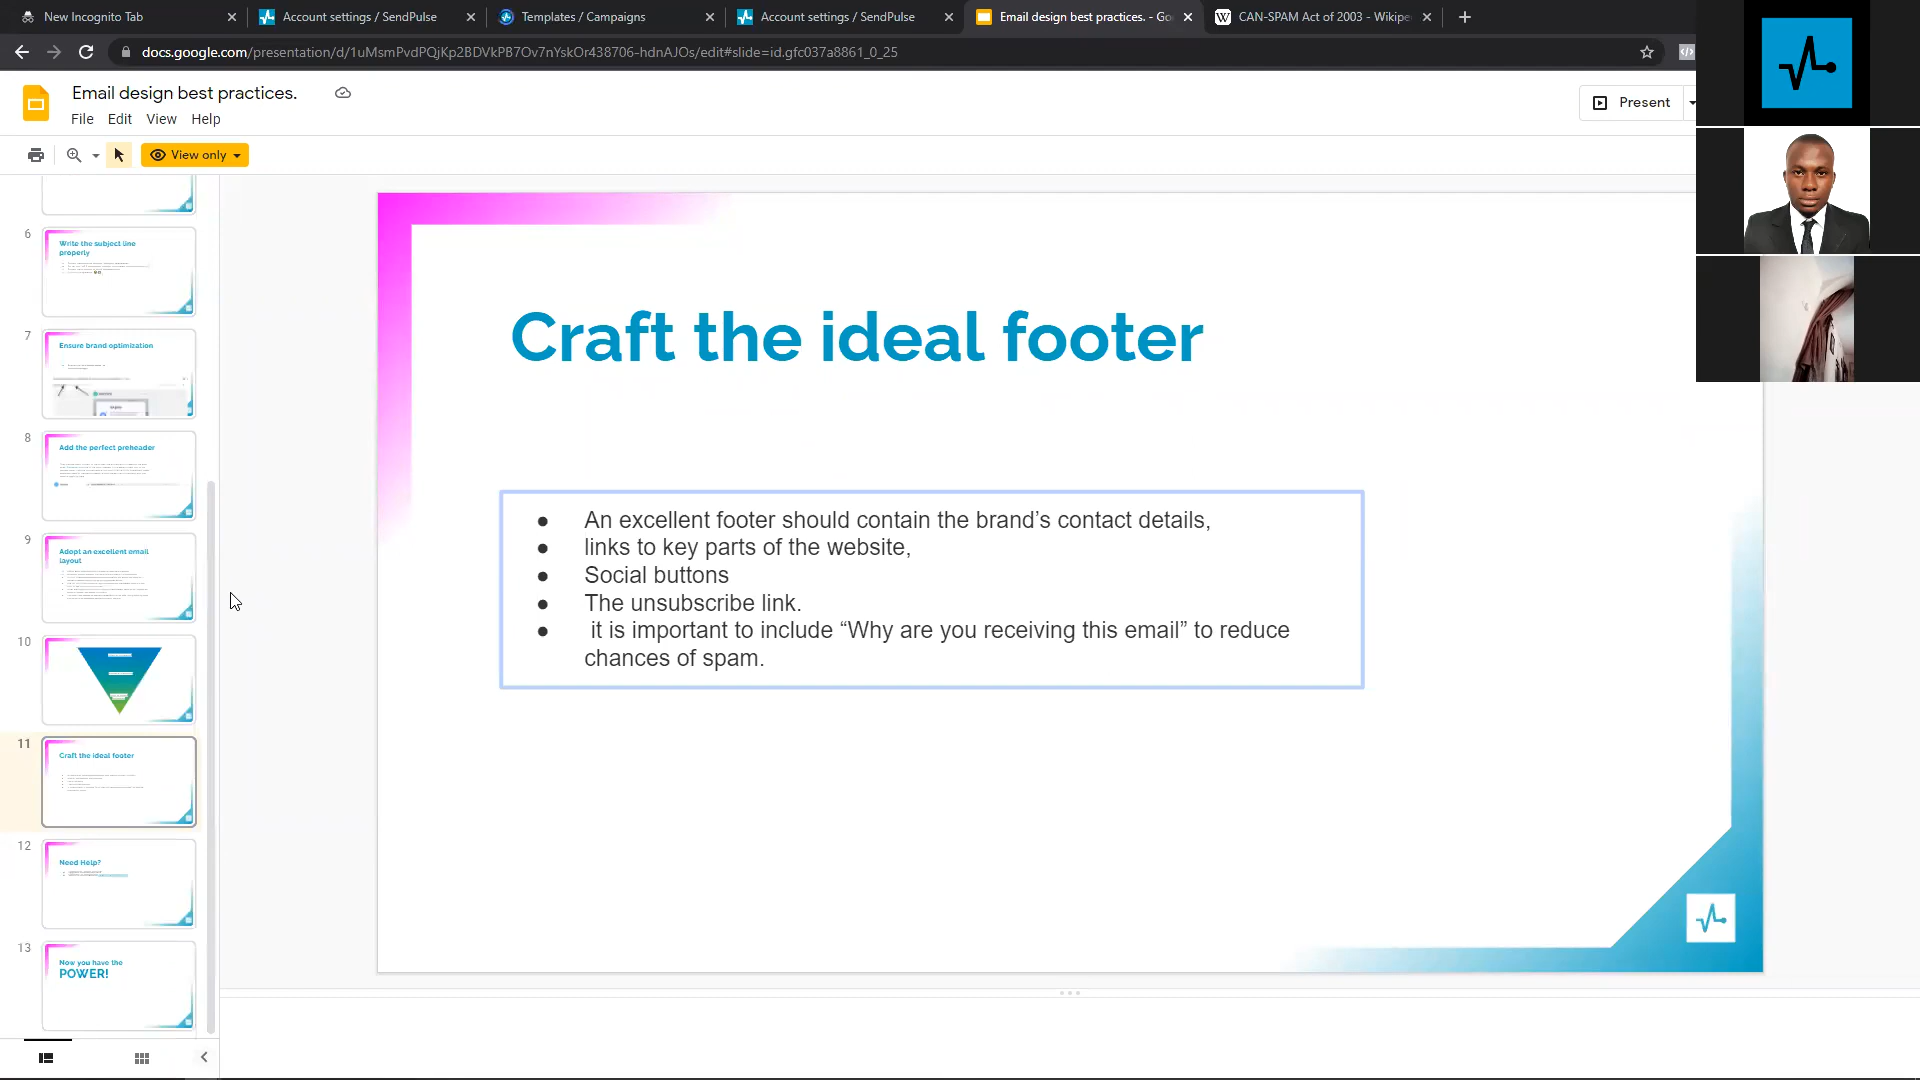 New Incognito Tab
Account settings / SendPulse
Templates / Campaigns
Account settings / SendPulse
Email design best practices. - Go
CAN-SPAM Act of 2003 - Wikipe
docs.google.com/presentation/d/1uMsmPvdPQjKp2BDVkPB7Ov7nYskOr438706-hdnAJOs/edit#slide=id.gfc037a8861_0_25
Email design best practices.
File Edit View Help
Present
View only
6
Write the subject line
properly
7
Ensure brand optimization
8
Add the perfect preheader
9
Adopt an excellent email
layout
10
11
Craft the ideal footer
12
Need Help?
13
Now you have the
POWER!
Craft the ideal footer
● An excellent footer should contain the brand’s contact details,
● links to key parts of the website,
● Social buttons
● The unsubscribe link.
● it is important to include “Why are you receiving this email” to reduce
chances of spam.